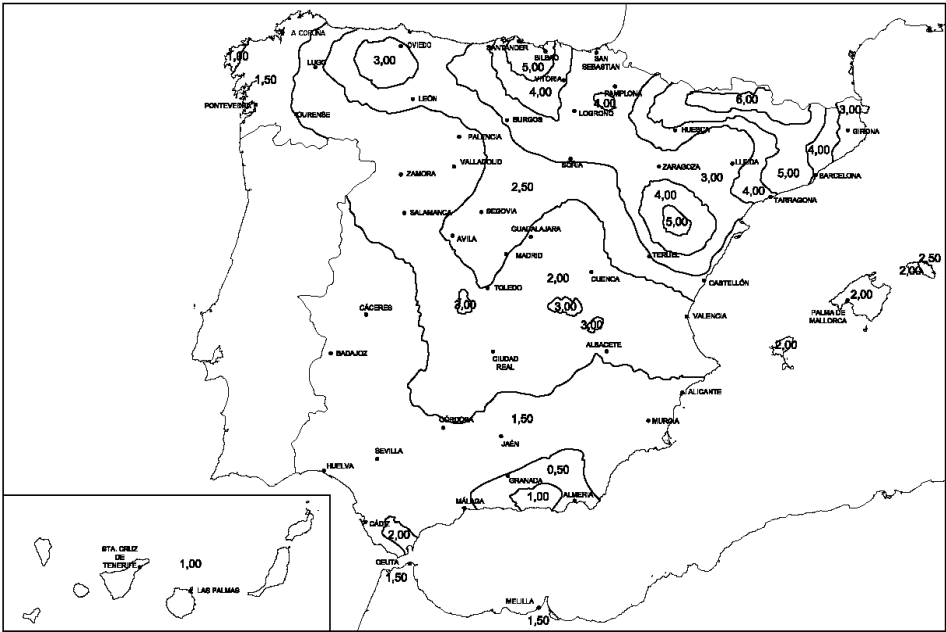 A CORUÑA
OVIEDO
SANTANDER
BILBAO
SAN
SEBASTIAN
1,00
LUGO
3,00
5,00
VITORIA
1,50
4,00
PAMPLONA
LEÓN
4,00
6,00
PONTEVEDRA
OURENSE
BURGOS
LOGROÑO
3,00
HUESCA
GIRONA
PALENCIA
4,00
VALLADOLID
SORIA
ZARAGOZA
LLEIDA
ZAMORA
3,00
5,00
BARCELONA
2,50
4,00
4,00
TARRAGONA
SALAMANCA
SEGOVIA
5,00
GUADALAJARA
AVILA
MADRID
TERUEL
2,50
2,00
2,00
CUENCA
CASTELLÓN
TOLEDO
2,00
3,00
3,00
CÁCERES
PALMA DE
MALLORCA
VALENCIA
3,00
2,00
BADAJOZ
CIUDAD
REAL
ALBACETE
ALICANTE
1,50
CÓRDOBA
MURCIA
JAÉN
SEVILLA
HUELVA
0,50
GRANADA
1,00
ALMERIA
MÁLAGA
CÁDIZ
2,00
STA. CRUZ
DE
TENERIFE
1,00
CEUTA
1,50
LAS PALMAS
MELILLA
1,50